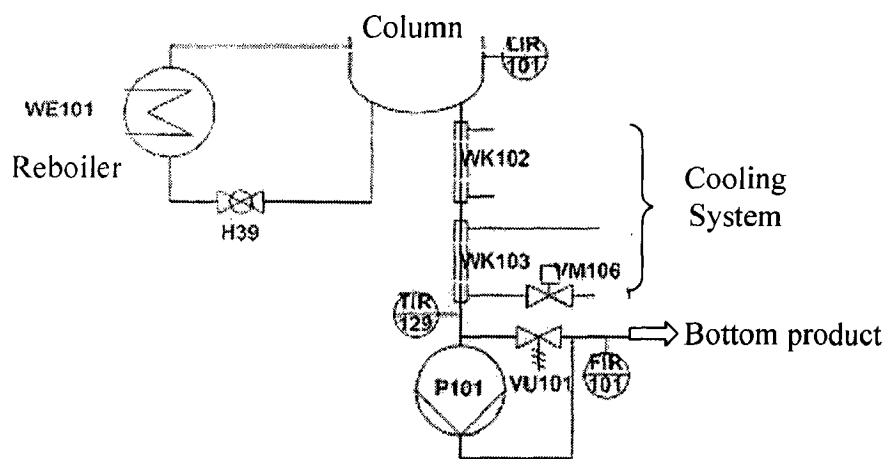 Column
LIR
101
WE101
Reboiler
H39
WK102
Cooling
System
WK103
VM106
TIR
129
Bottom product
P101
VU101
FIR
101